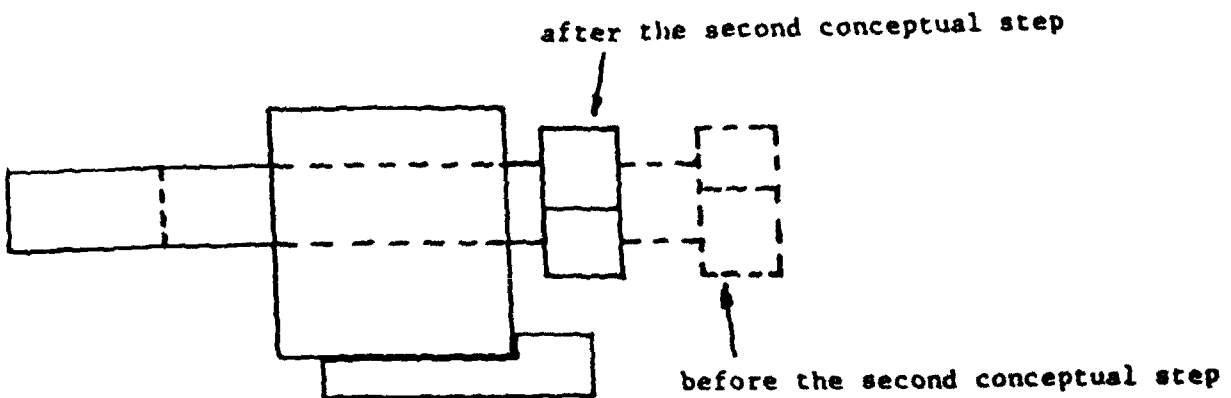 after the second conceptual step
before the second conceptual step